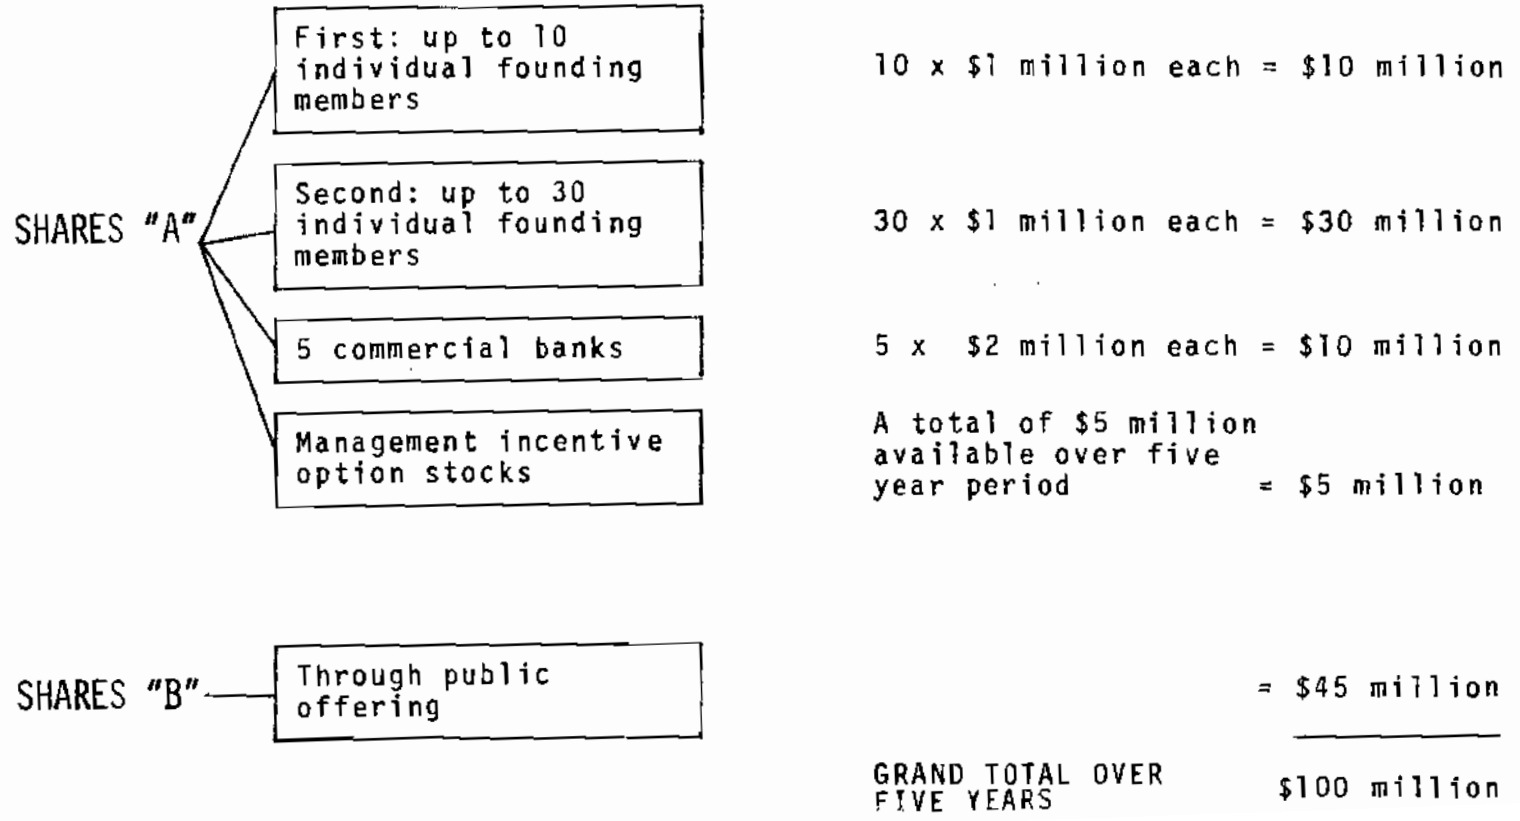 First: up to 10
individual founding
members
10 x $1 million each = $10 million
SHARES "A"
Second: up to 30
individual founding
members
30 x $1 million each = $30 million
5 commercial banks
5 x $2 million each = $10 million
Management incentive
option stocks
A total of $5 million
available over five
year period = $5 million
SHARES "B"
Through public
offering
= $45 million
GRAND TOTAL OVER
FIVE YEARS
$100 million